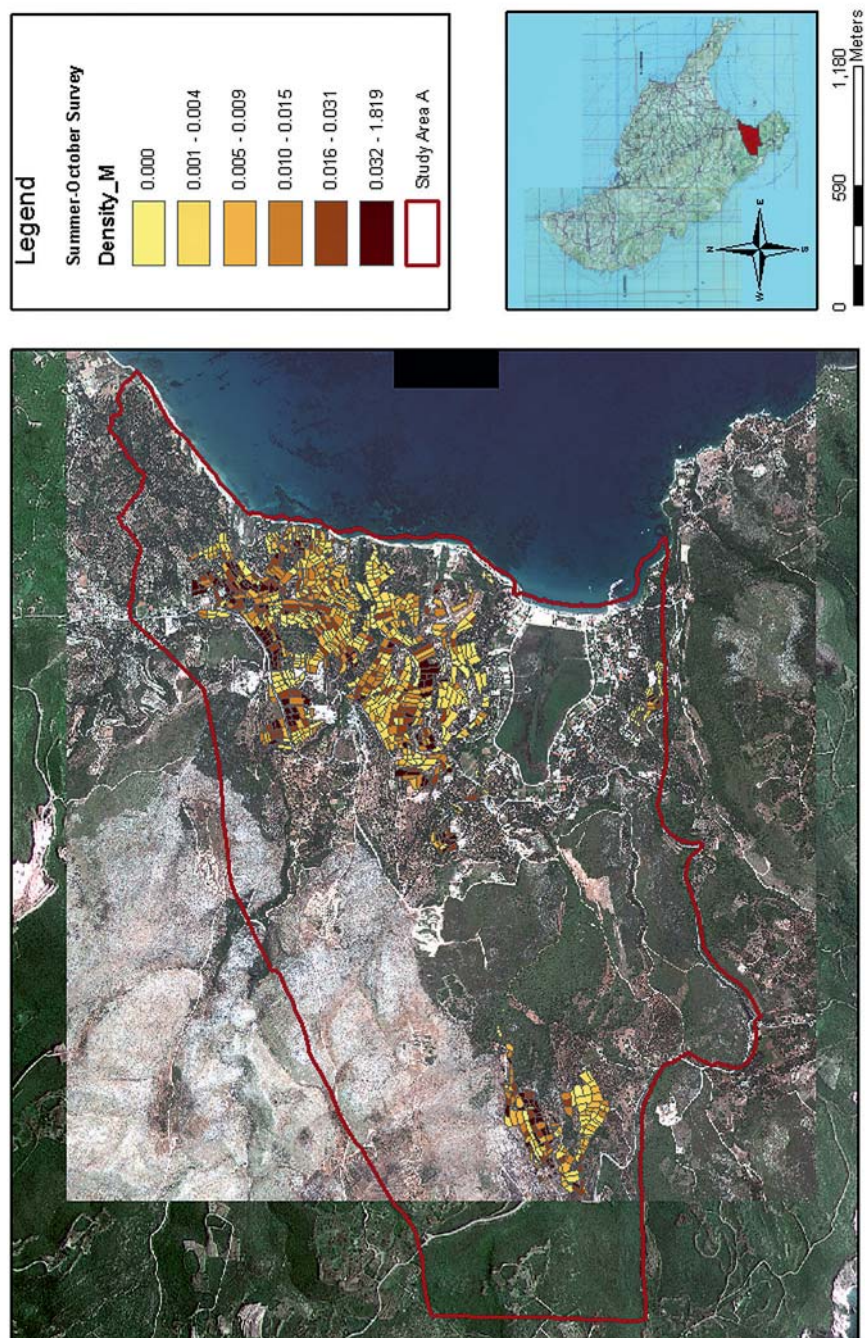 Legend
Summer-October Survey
Density_M
0.000
0.001 - 0.004
0.005 - 0.009
0.010 - 0.015
0.016 - 0.031
0.032 - 1.819
Study Area A
N
W
E
S
0
590
1,180
Meters